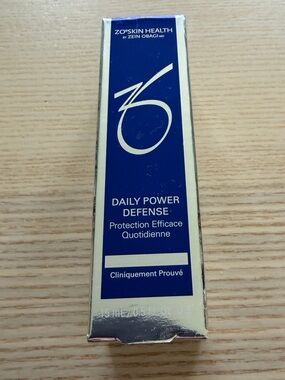 ZO®SKIN HEALTH
BY ZEIN OBAGI MD
DAILY POWER
DEFENSE
Protection Efficace
Quotidienne
Cliniquement Prouvé